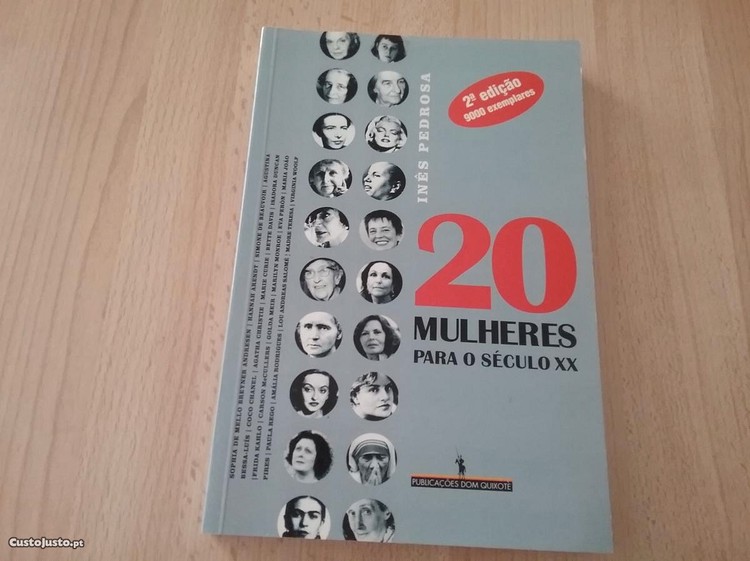 2ª edição
9000 exemplares
INÊS PEDROSA
20
MULHERES
PARA O SÉCULO XX
SOPHIA DE MELLO BREYNER ANDRESEN | HANNAH ARENDT | SIMONE DE BEAUVOIR | AGUSTINA
BESSA-LUÍS | COCO CHANEL | AGATHA CHRISTIE | MARIE CURIE | BETTE DAVIS | ISADORA DUNCAN
| FRIDA KAHLO | CARSON McCULLERS | GOLDA MEIR | MARILYN MONROE | EVA PERÓN | MARIA JOÃO
PIRES | PAULA REGO | AMÁLIA RODRIGUES | LOU ANDREAS SALOMÉ | MADRE TERESA | VIRGINIA WOOLF
PUBLICAÇÕES DOM QUIXOTE
CustoJusto.pt